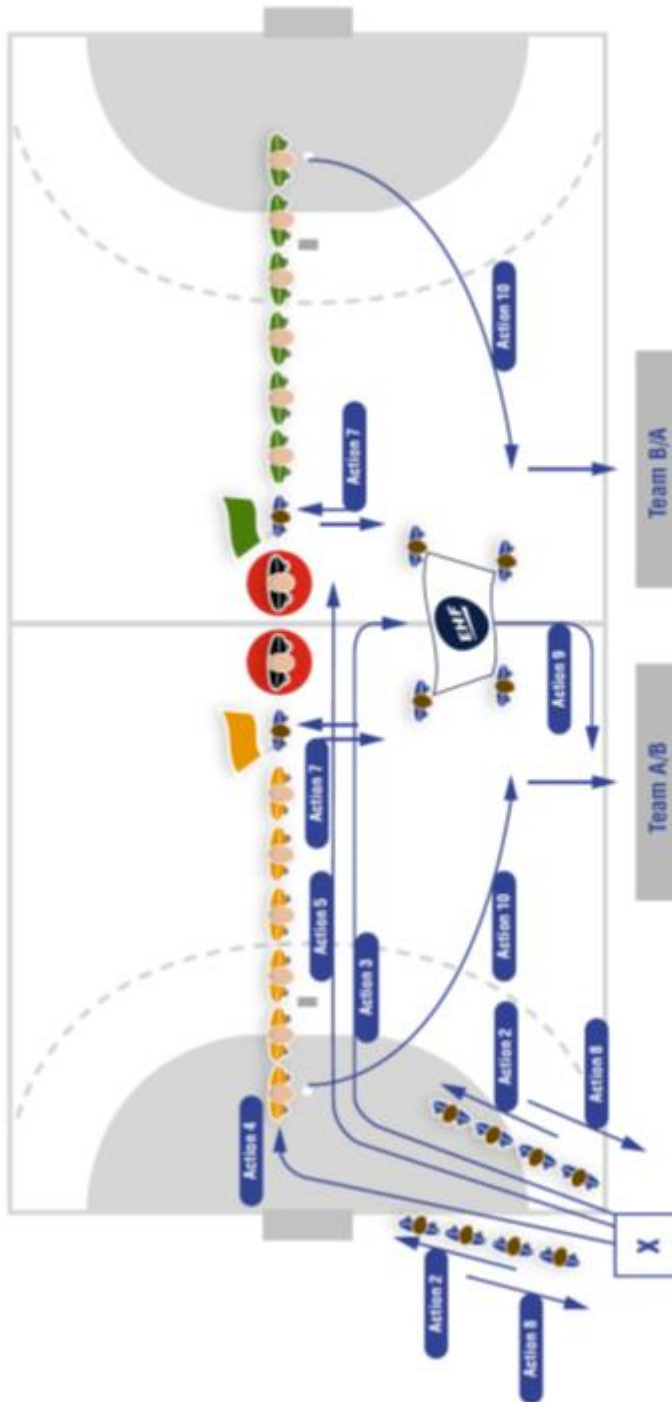 Action 4
Action 5
Action 7
Action 7
Action 3
Action 2
EHF
Action 2
Action 10
Action 10
Action 8
Action 9
Action 8
X
Team A/B
Team B/A